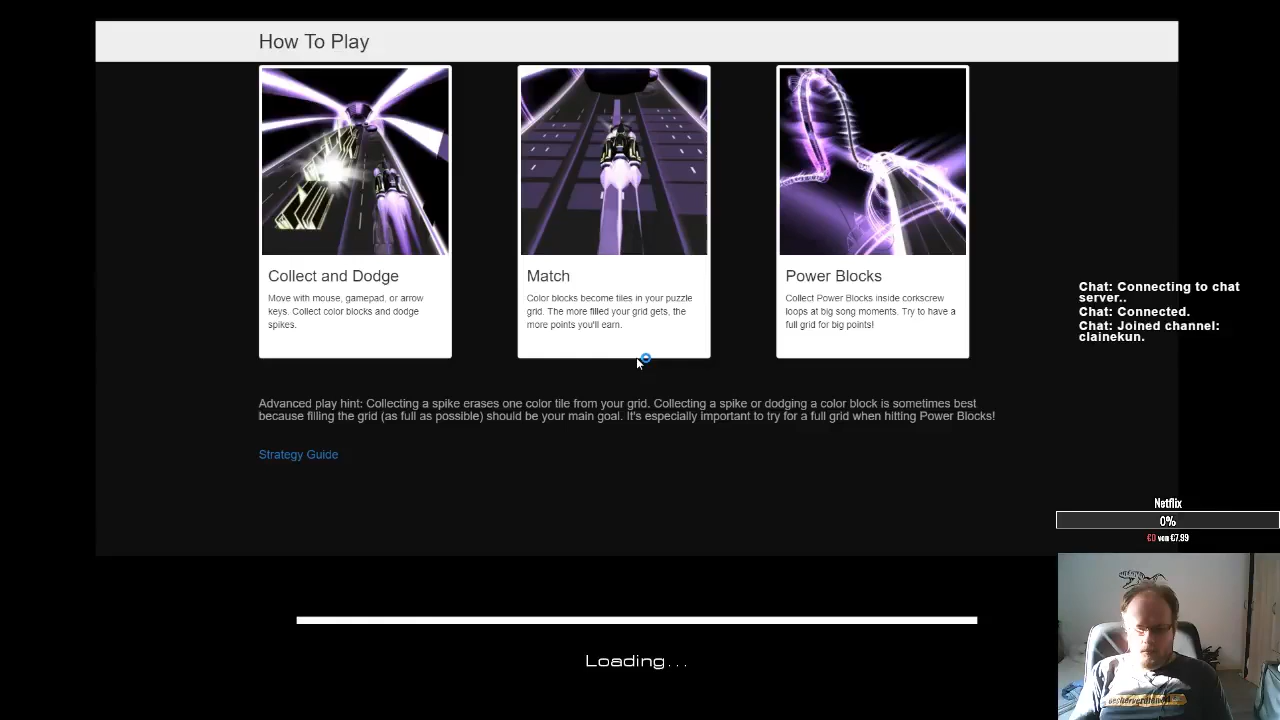 How To Play
Collect and Dodge
Move with mouse, gamepad, or arrow
keys. Collect color blocks and dodge
spikes.
Match
Color blocks become tiles in your puzzle
grid. The more filled your grid gets, the
more points you'll earn.
Power Blocks
Collect Power Blocks inside corkscrew
loops at big song moments. Try to have a
full grid for big points!
Advanced play hint: Collecting a spike erases one color tile from your grid. Collecting a spike or dodging a color block is sometimes best
because filling the grid (as full as possible) should be your main goal. It's especially important to try for a full grid when hitting Power Blocks!
Strategy Guide
Chat: Connecting to chat
server..
Chat: Connected.
Chat: Joined channel:
clainekun.
Netflix
0%
€0 von €7.99
Loading...